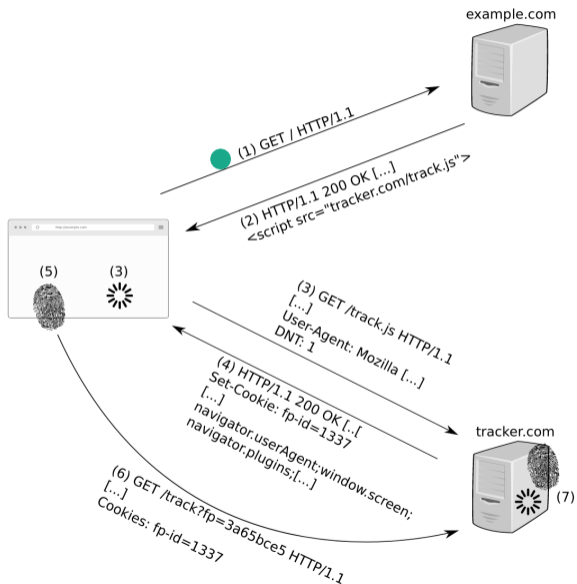 example.com
(1) GET / HTTP/1.1
(2) HTTP/1.1 200 OK [...]
<script src="tracker.com/track.js">
(5)
(3)
(3) GET /track.js HTTP/1.1
[...]
User-Agent: Mozilla [...]
DNT: 1
(4) HTTP/1.1 200 OK [..[
Set-Cookie: fp-id=1337
[...]
navigator.userAgent;window.screen;
navigator.plugins;[...]
tracker.com
(7)
(6) GET /track?fp=3a65bce5 HTTP/1.1
[...]
Cookies: fp-id=1337